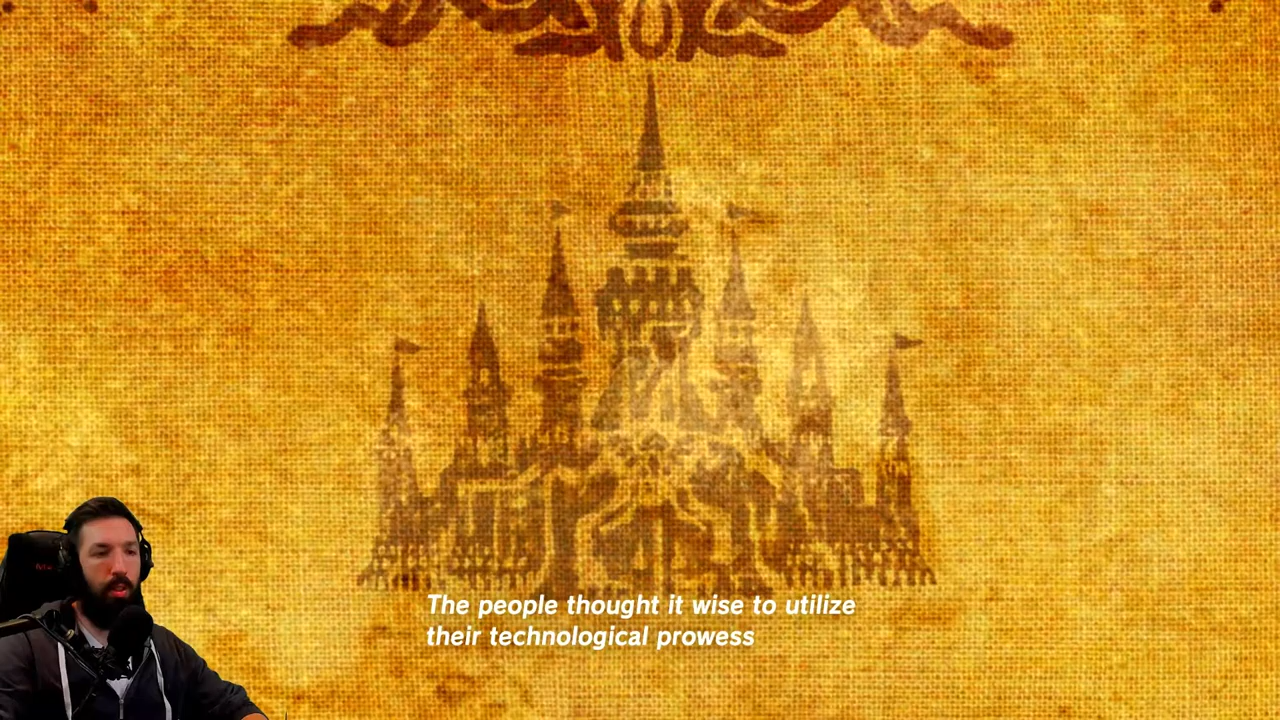 The people thought it wise to utilize
their technological prowess